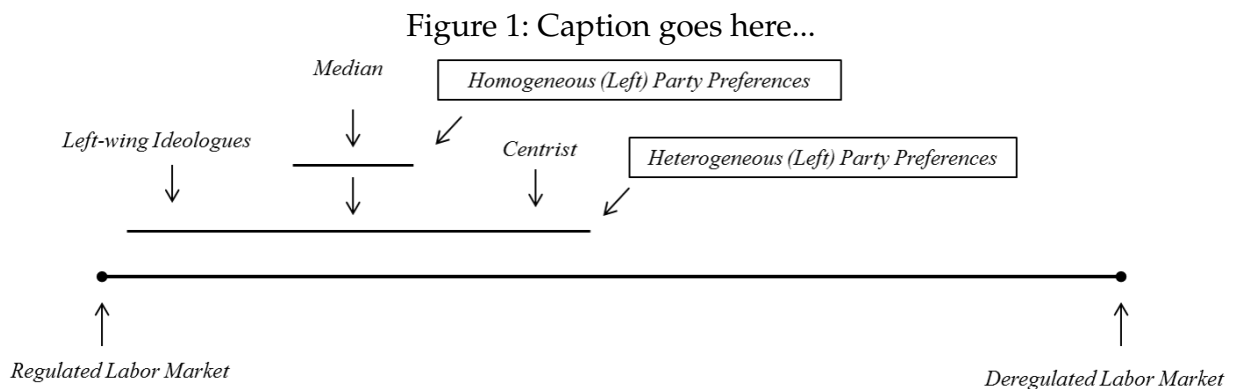 Figure 1: Caption goes here...
Median
Homogeneous (Left) Party Preferences
Left-wing Ideologues
Centrist
Heterogeneous (Left) Party Preferences
Regulated Labor Market
Deregulated Labor Market